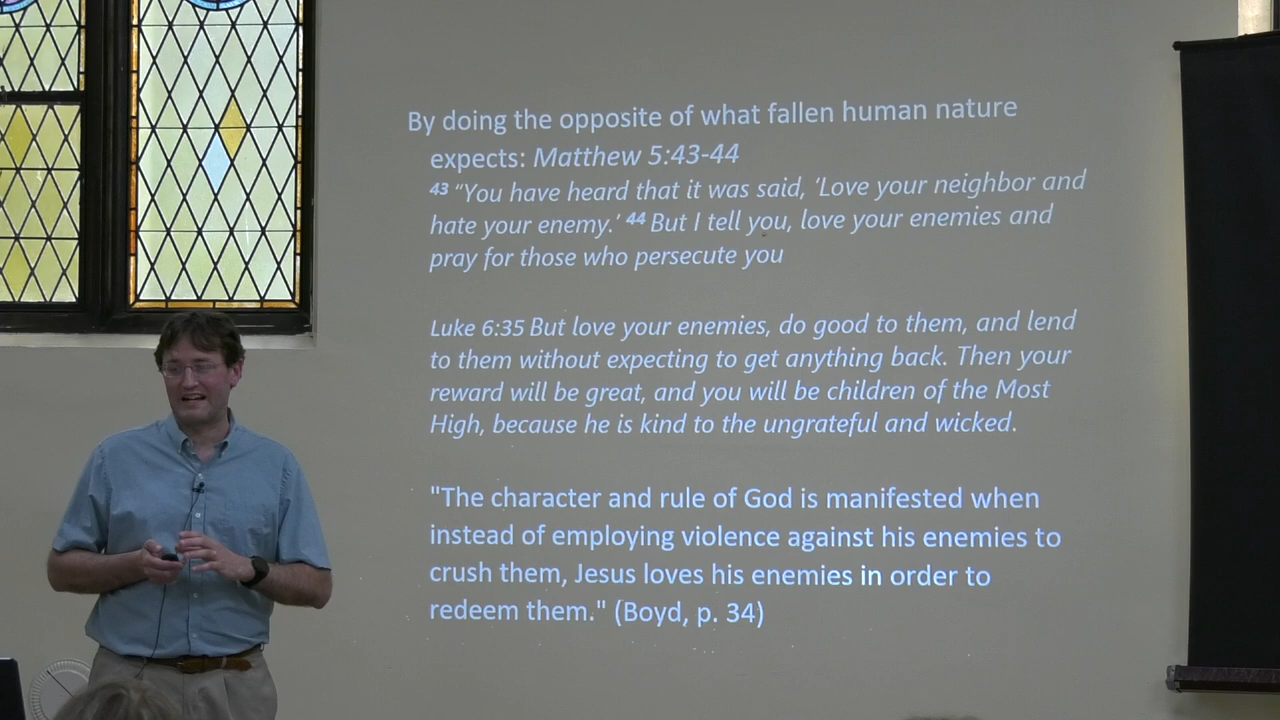 By doing the opposite of what fallen human nature
expects: Matthew 5:43-44
43 “You have heard that it was said, ‘Love your neighbor and
hate your enemy.’ 44 But I tell you, love your enemies and
pray for those who persecute you
Luke 6:35 But love your enemies, do good to them, and lend
to them without expecting to get anything back. Then your
reward will be great, and you will be children of the Most
High, because he is kind to the ungrateful and wicked.
"The character and rule of God is manifested when
instead of employing violence against his enemies to
crush them, Jesus loves his enemies in order to
redeem them." (Boyd, p. 34)